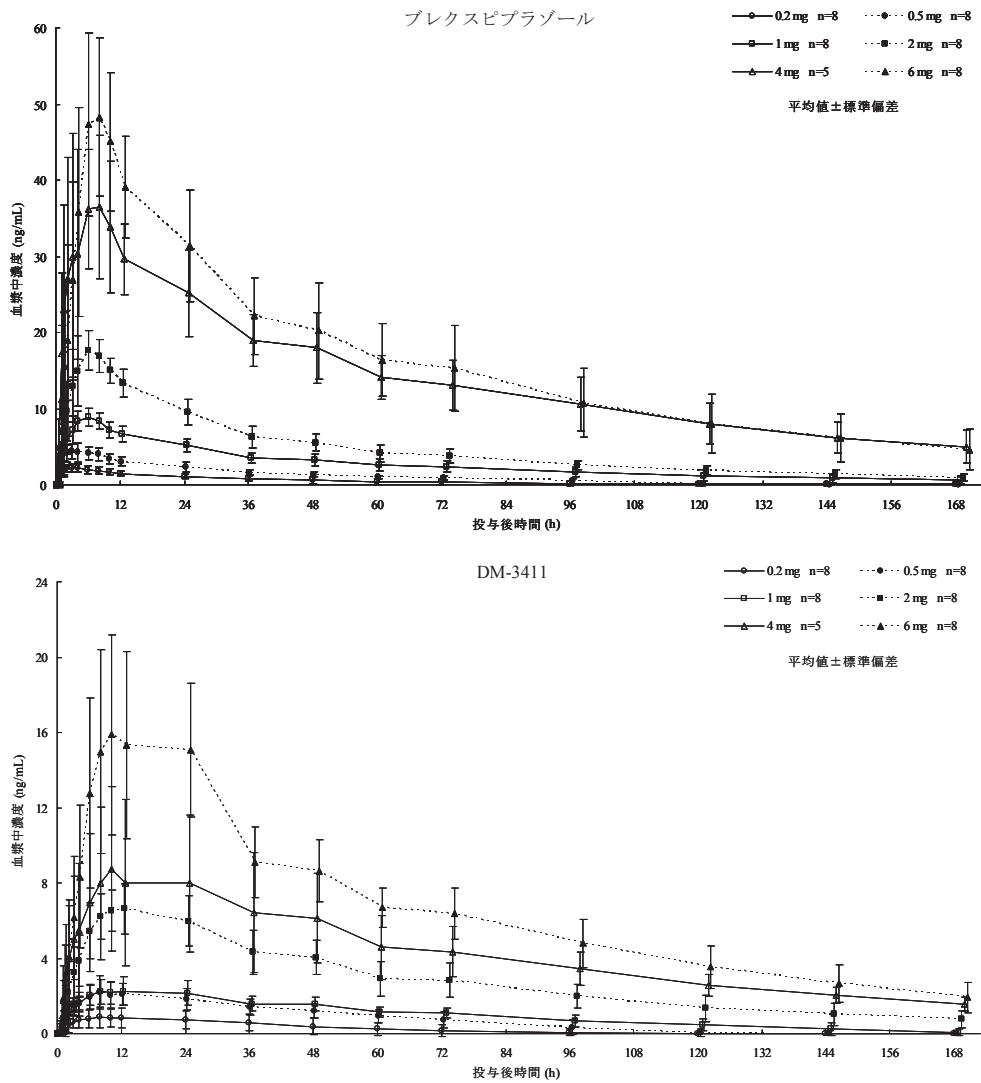 ブレクスピプラゾール
0.2 mg n=8 0.5 mg n=8
1 mg n=8 2 mg n=8
4 mg n=5 6 mg n=8
平均値±標準偏差
60
50
40
30
20
10
0
血漿中濃度 (ng/mL)
0 12 24 36 48 60 72 84 96 108 120 132 144 156 168
投与後時間 (h)
DM-3411
0.2 mg n=8 0.5 mg n=8
1 mg n=8 2 mg n=8
4 mg n=5 6 mg n=8
平均値±標準偏差
24
20
16
12
8
4
0
血漿中濃度 (ng/mL)
0 12 24 36 48 60 72 84 96 108 120 132 144 156 168
投与後時間 (h)